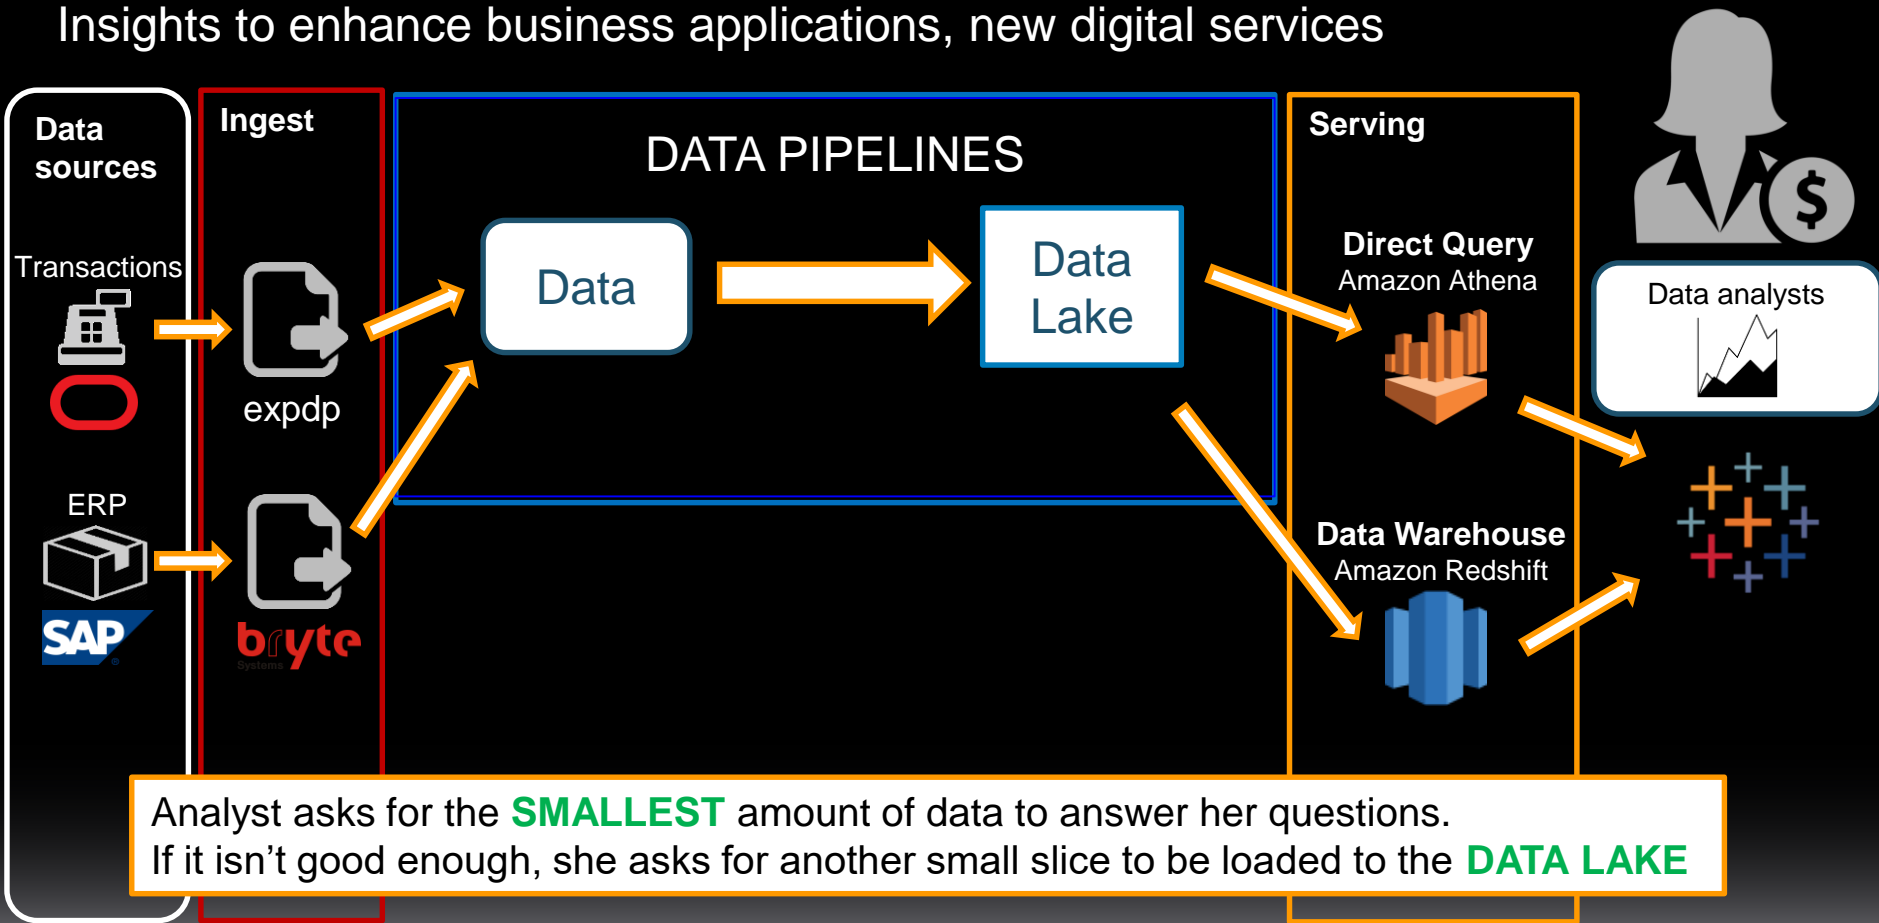 Insights to enhance business applications, new digital services
Data
sources
Transactions
ERP
SAP
®
Ingest
expdp
bryte
Systems
DATA PIPELINES
Data
Data
Lake
Serving
Direct Query
Amazon Athena
Data Warehouse
Amazon Redshift
$
Data analysts
Analyst asks for the SMALLEST amount of data to answer her questions.
If it isn’t good enough, she asks for another small slice to be loaded to the DATA LAKE